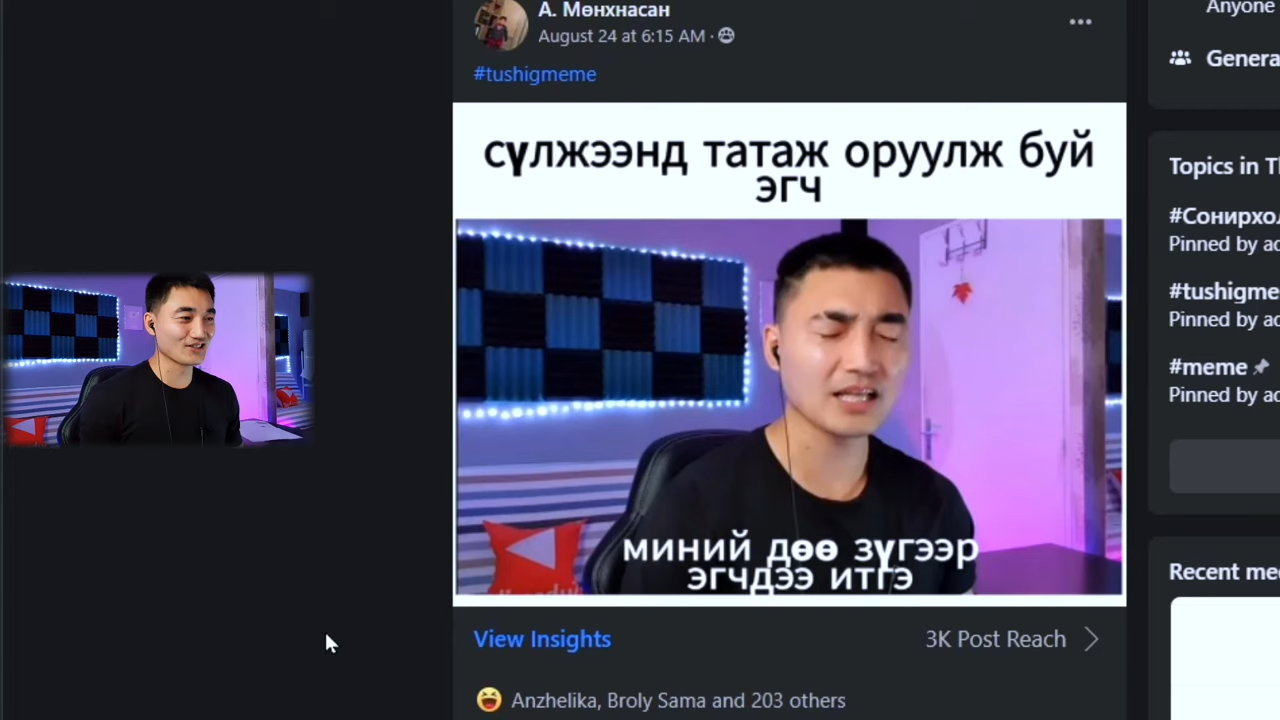 А. Мөнхнасан
August 24 at 6:15 AM ·
#tushigmeme
сүлжээнд татаж оруулж буй
эгч
миний дөө зүгээр
эгчдээ итгэ
View Insights
3K Post Reach
Anzhelika, Broly Sama and 203 others
Anyone
Genera
Topics in T
#Сонирхо
Pinned by ad
#tushigme
Pinned by ad
#meme
Pinned by ad
Recent me